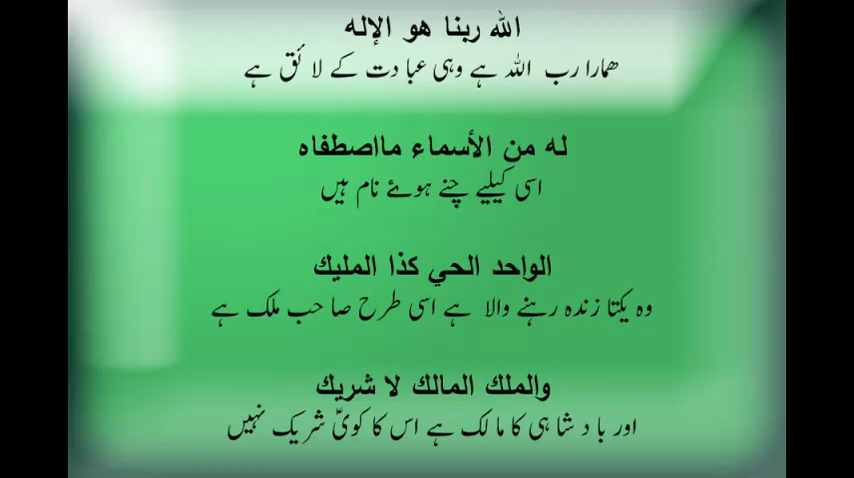 الله ربنا هو الإله
ھمارا رب الله ہے وہی عبادت کے لائق ہے
له من الأسماء مااصطفاه
اسی کیلیے چنے ہوئے نام ہیں
الواحد الحي كذا المليك
وہ یکتا زندہ رہنے والا ہے اسی طرح صاحب ملک ہے
والملك المالك لا شريك
اور بادشاہی کا مالک ہے اس کا کوئی شریک نہیں